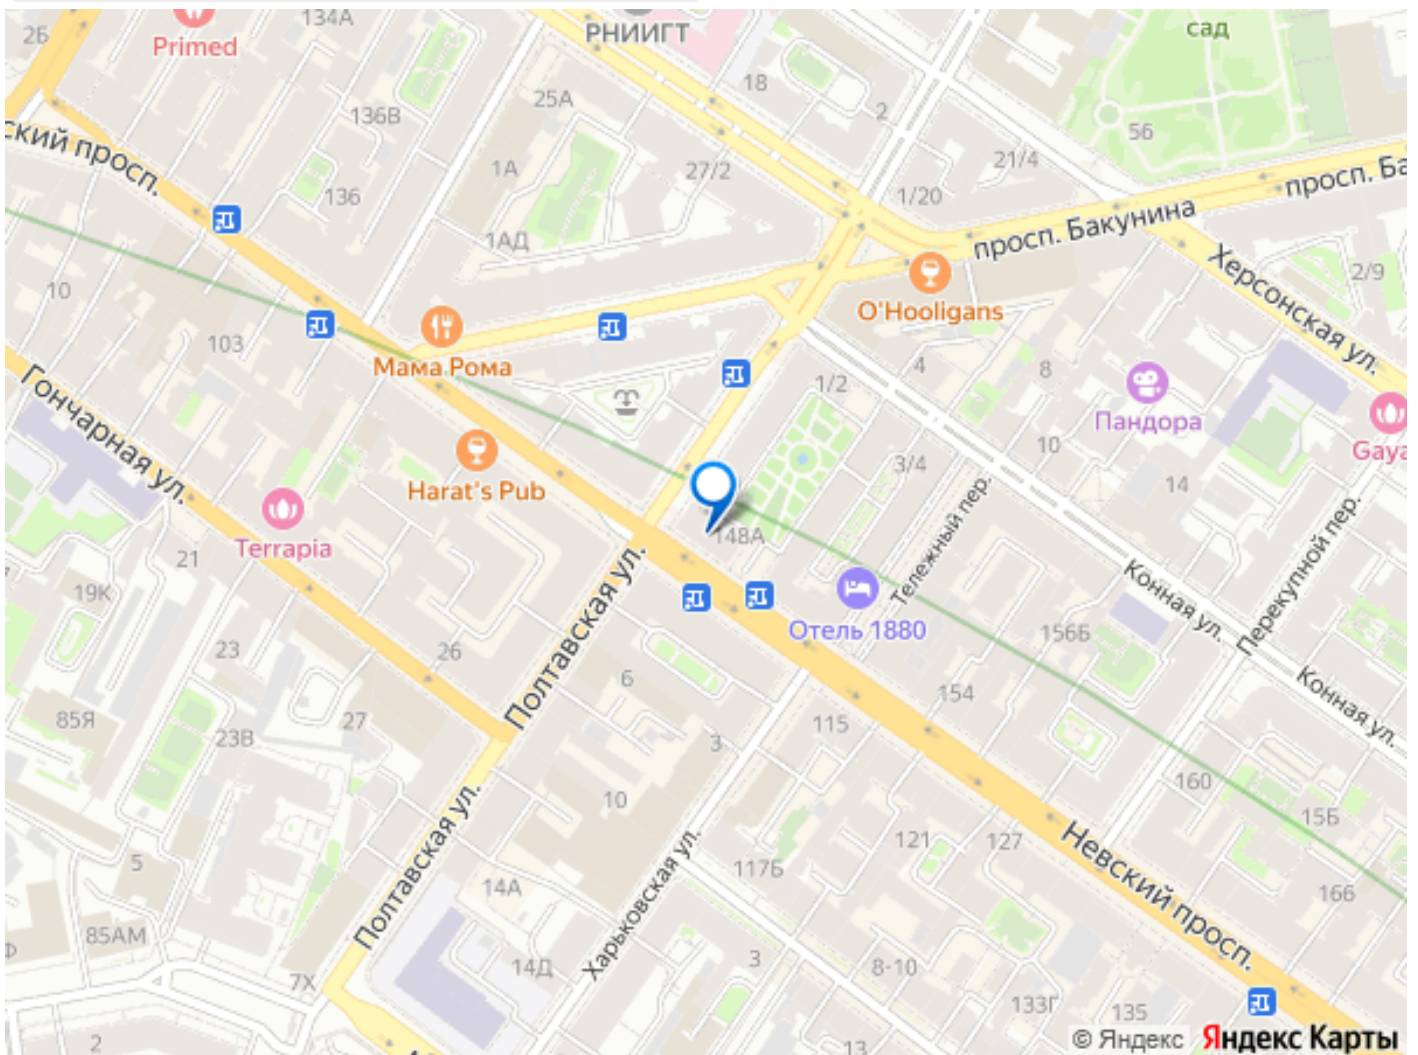 2Б
134А
Primed
РНИИГТ
сад
18
25А
2
136В
56
ский просп.
1А
27/2
21/4
просп. Ба
136
1/20
1АД
просп. Бакунина
Херсонская ул.
2/9
10
O'Hooligans
103
Мама Рома
4
8
1/2
Гончарная ул.
Пандора
10
Gaya
3/4
Harat's Pub
14
Тележный пер.
148А
Terrapia
21
Перекупной пер.
Конная ул.
19К
Отель 1880
156Б
23
26
6
Полтавская ул.
154
Конная ул.
85Я
23В
27
3
115
160
10
15Б
Полтавская ул.
121
127
Невский просп.
5
14А
117Б
166
Харьковская ул.
85АМ
Ф
7Х
14Д
3
8-10
133Г
135
2
13
© Яндекс Яндекс Карты